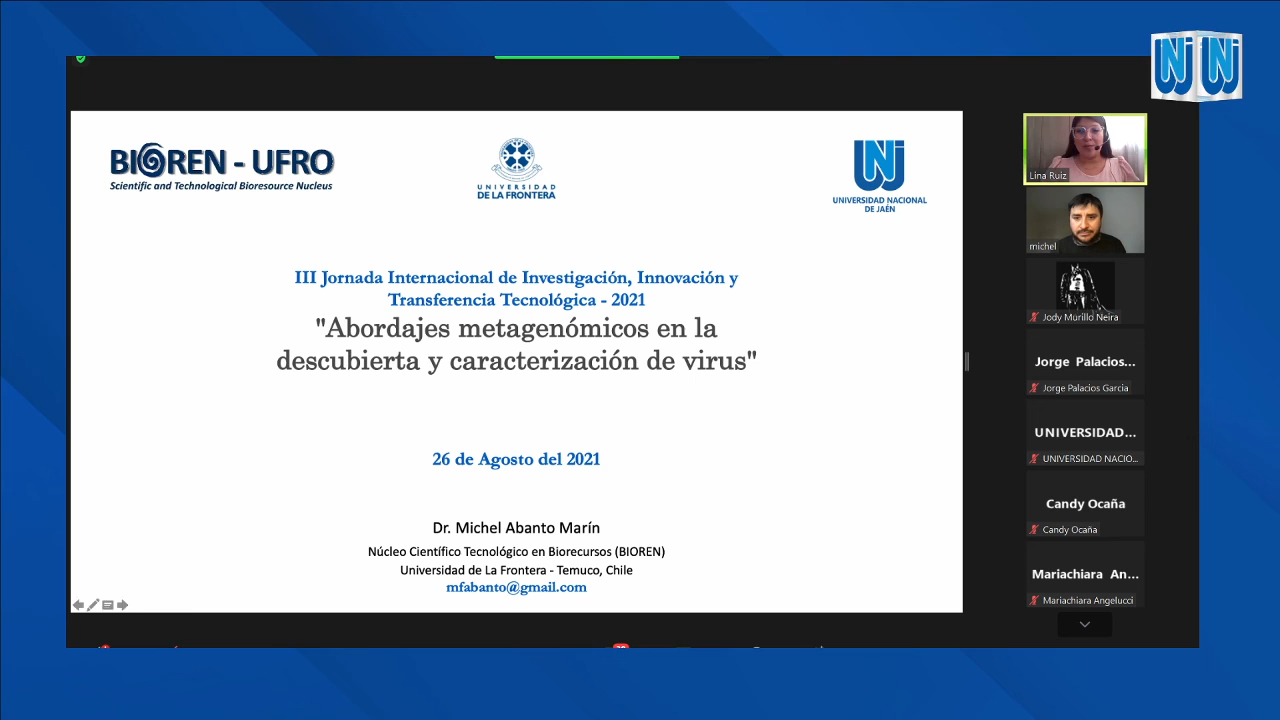 BIOREN - UFRO
Scientific and Technological Bioresource Nucleus
UNIVERSIDAD
DE LA FRONTERA
UNJ
UNIVERSIDAD NACIONAL
DE JAÉN
III Jornada Internacional de Investigación, Innovación y
Transferencia Tecnológica - 2021
"Abordajes metagenómicos en la
descubierta y caracterización de virus"
26 de Agosto del 2021
Dr. Michel Abanto Marín
Núcleo Científico Tecnológico en Biorecursos (BIOREN)
Universidad de La Frontera - Temuco, Chile
mfabanto@gmail.com
UNJ UNJ
Lina Ruiz
michel
Jody Murillo Neira
Jorge Palacios...
Jorge Palacios Garcia
UNIVERSIDAD...
UNIVERSIDAD NACIO...
Candy Ocaña
Candy Ocaña
Mariachiara An...
Mariachiara Angelucci